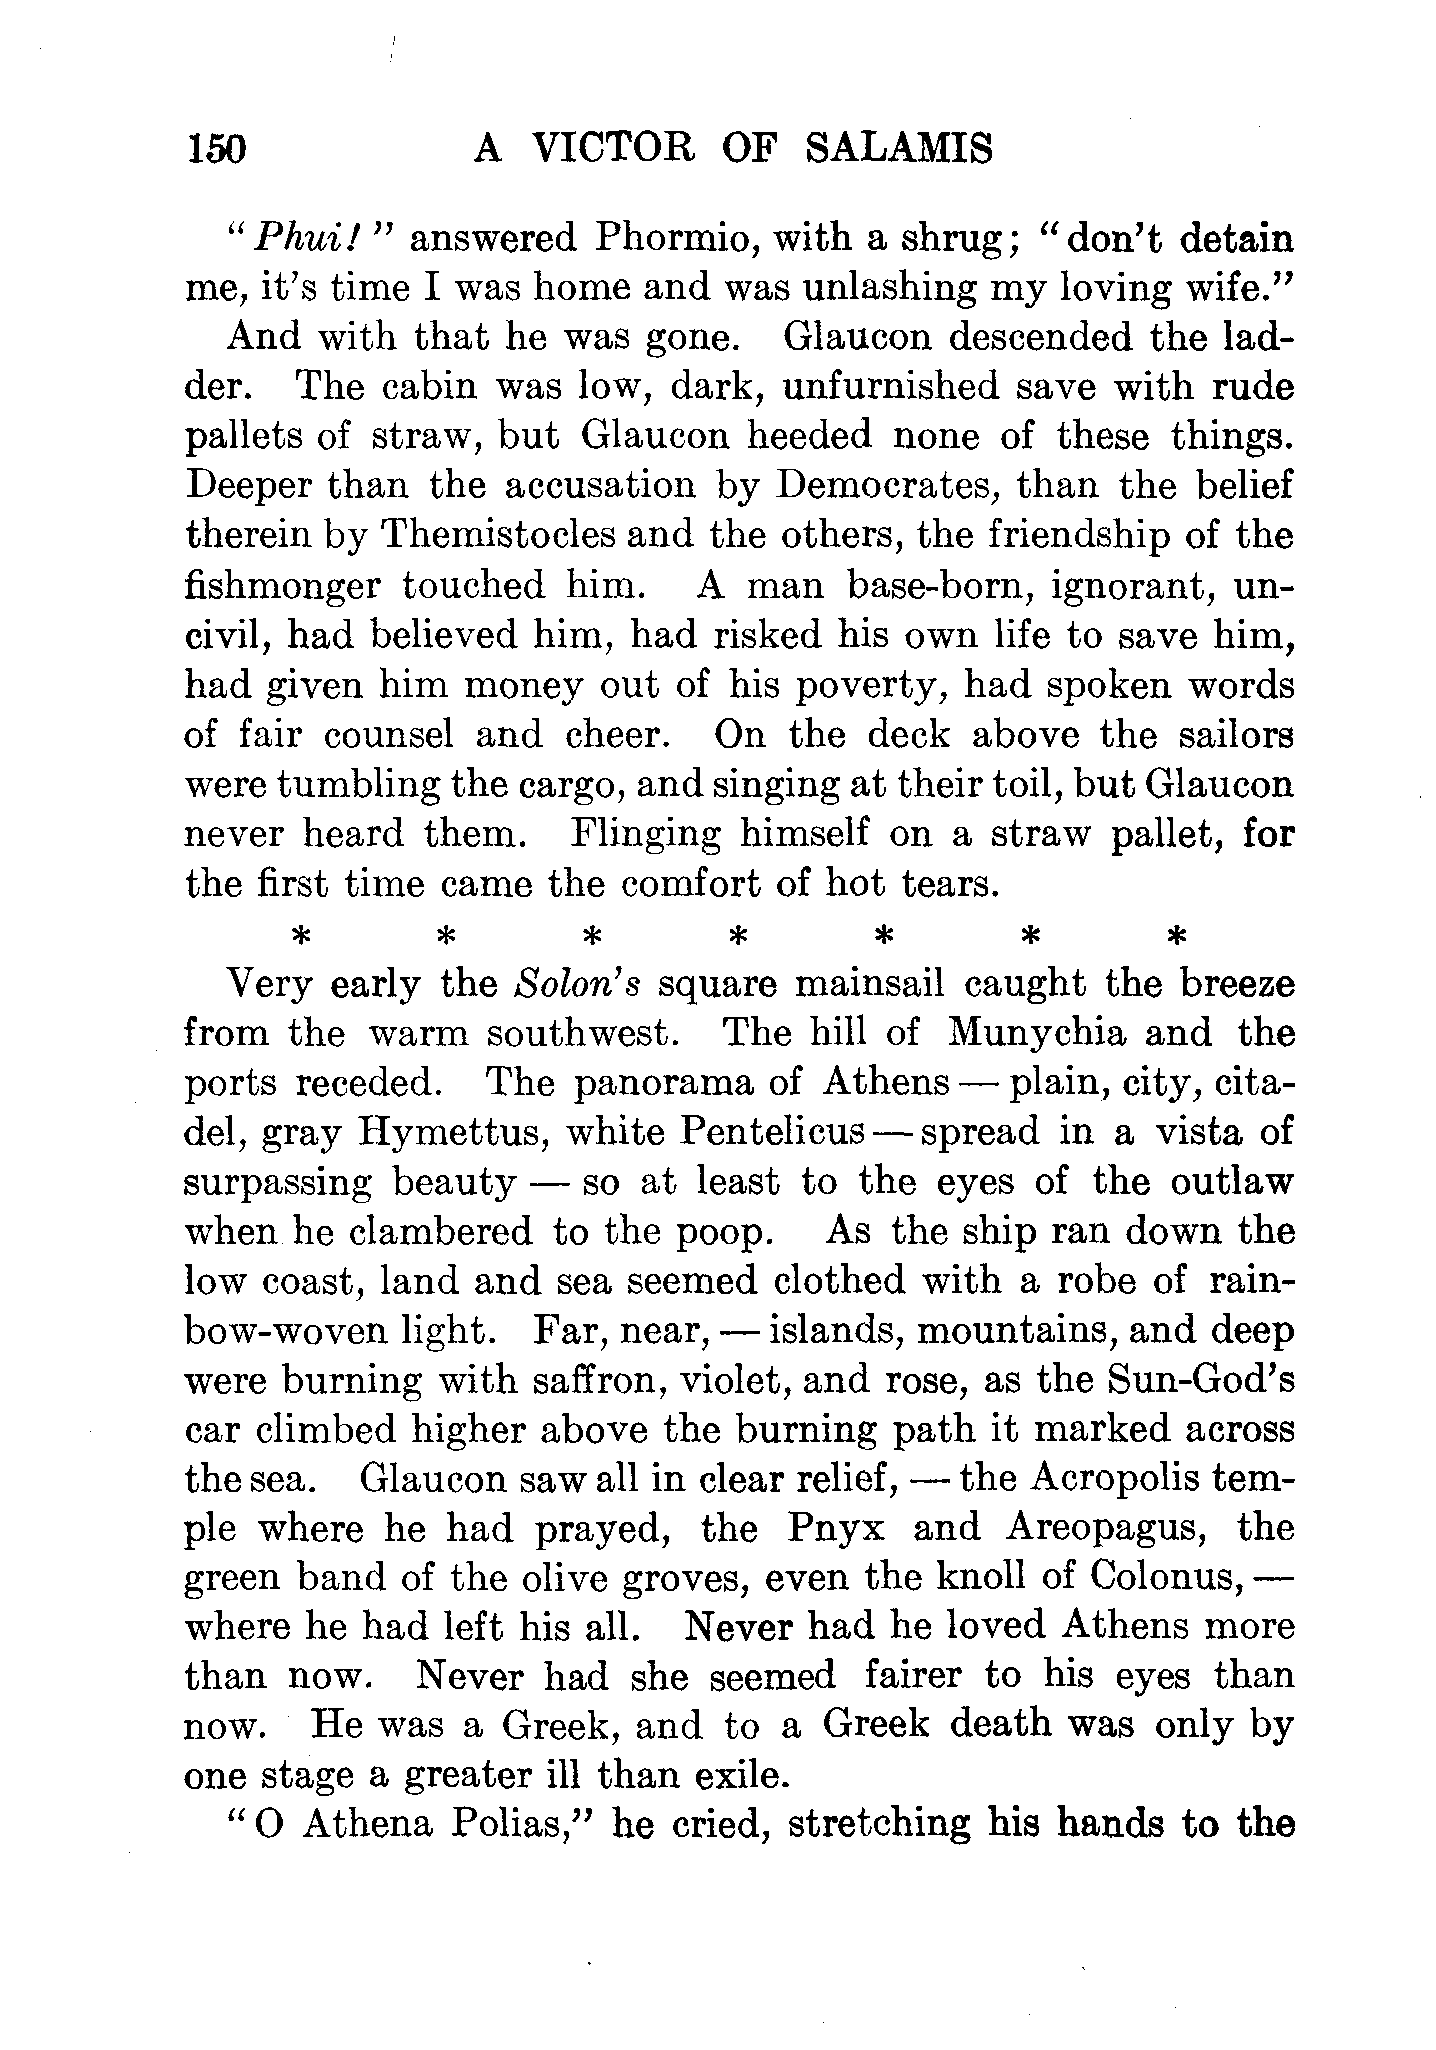 150 A VICTOR OF SALAMIS
"Phui!" answered Phormio, with a shrug; "don't detain
me, it's time I was home and was unlashing my loving wife."
And with that he was gone. Glaucon descended the lad-
der. The cabin was low, dark, unfurnished save with rude
pallets of straw, but Glaucon heeded none of these things.
Deeper than the accusation by Democrates, than the belief
therein by Themistocles and the others, the friendship of the
fishmonger touched him. A man base-born, ignorant, un-
civil, had believed him, had risked his own life to save him,
had given him money out of his poverty, had spoken words
of fair counsel and cheer. On the deck above the sailors
were tumbling the cargo, and singing at their toil, but Glaucon
never heard them. Flinging himself on a straw pallet, for
the first time came the comfort of hot tears.
* * * * * * *
Very early the Solon's square mainsail caught the breeze
from the warm southwest. The hill of Munychia and the
ports receded. The panorama of Athens — plain, city, cita-
del, gray Hymettus, white Pentelicus — spread in a vista of
surpassing beauty — so at least to the eyes of the outlaw
when he clambered to the poop. As the ship ran down the
low coast, land and sea seemed clothed with a robe of rain-
bow-woven light. Far, near, — islands, mountains, and deep
were burning with saffron, violet, and rose, as the Sun-God's
car climbed higher above the burning path it marked across
the sea. Glaucon saw all in clear relief, — the Acropolis tem-
ple where he had prayed, the Pnyx and Areopagus, the
green band of the olive groves, even the knoll of Colonus, —
where he had left his all. Never had he loved Athens more
than now. Never had she seemed fairer to his eyes than
now. He was a Greek, and to a Greek death was only by
one stage a greater ill than exile.
"O Athena Polias," he cried, stretching his hands to the